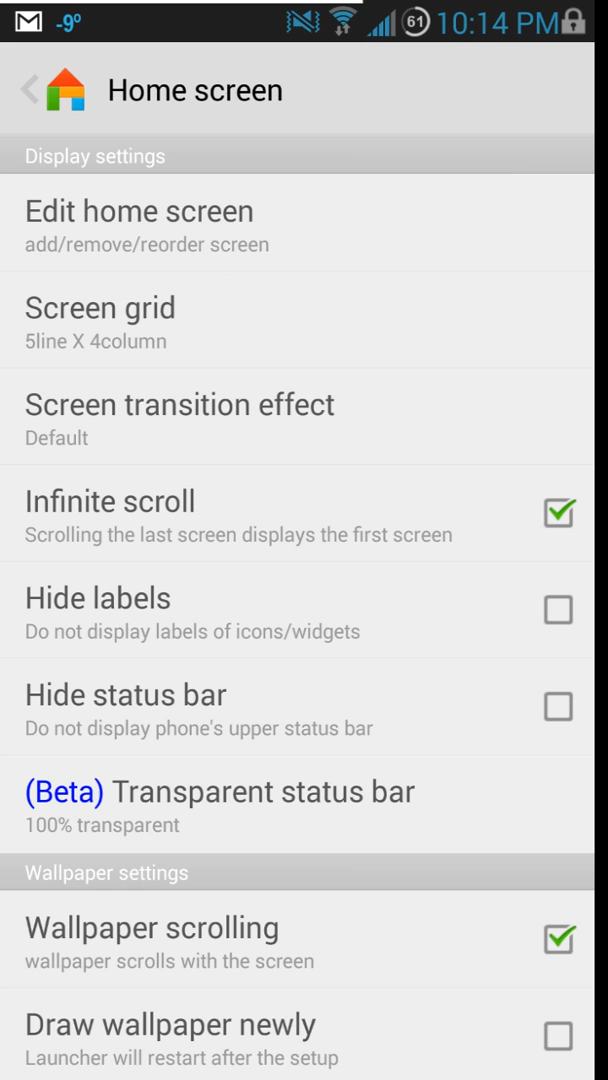 -9° 61 10:14 PM
Home screen
Display settings
Edit home screen
add/remove/reorder screen
Screen grid
5line X 4column
Screen transition effect
Default
Infinite scroll
Scrolling the last screen displays the first screen
Hide labels
Do not display labels of icons/widgets
Hide status bar
Do not display phone's upper status bar
(Beta) Transparent status bar
100% transparent
Wallpaper settings
Wallpaper scrolling
wallpaper scrolls with the screen
Draw wallpaper newly
Launcher will restart after the setup